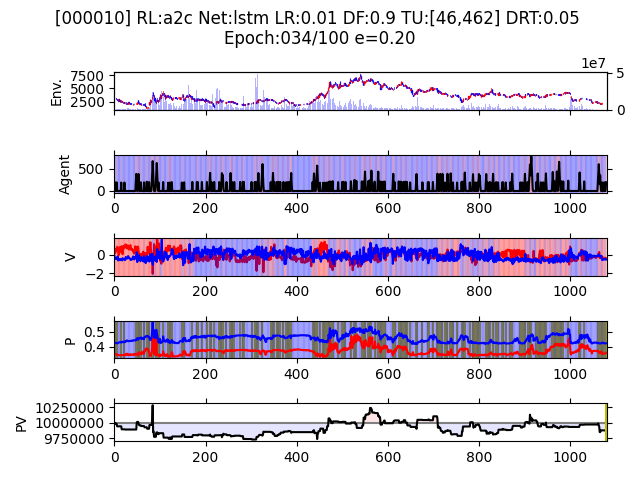 [000010] RL:a2c Net:lstm LR:0.01 DF:0.9 TU:[46,462] DRT:0.05
Epoch:034/100 e=0.20
1e7
Env.
7500
5000
2500
5
0
Agent
500
0
0 200 400 600 800 1000
V
0
−2
0 200 400 600 800 1000
P
0.5
0.4
0 200 400 600 800 1000
PV
10250000
10000000
9750000
0 200 400 600 800 1000